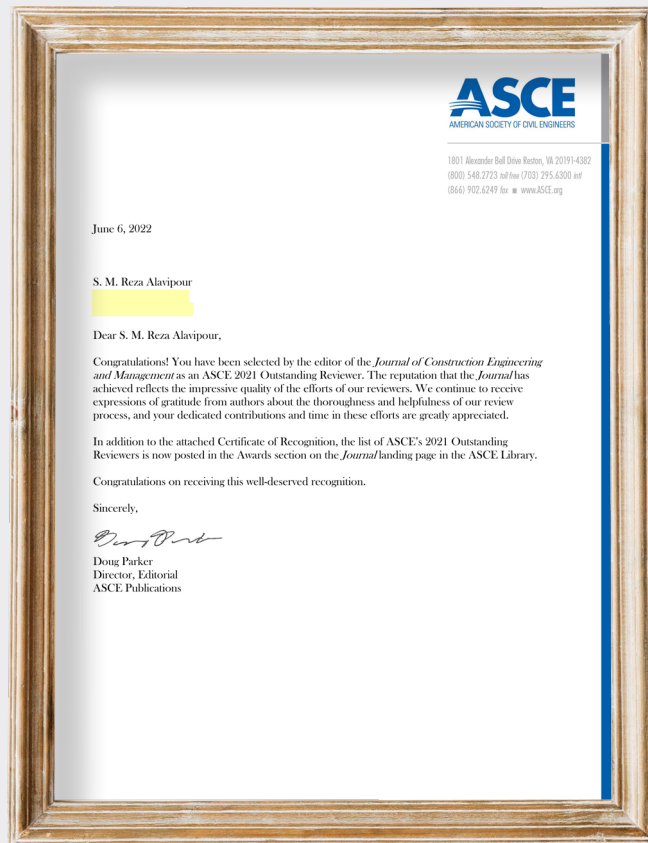 ASCE
AMERICAN SOCIETY OF CIVIL ENGINEERS
1801 Alexander Bell Drive Reston, VA 20191-4382
(800) 548.2723 toll free (703) 295.6300 intl
(866) 902.6249 fax ■ www.ASCE.org
June 6, 2022
S. M. Reza Alavipour
Dear S. M. Reza Alavipour,
Congratulations! You have been selected by the editor of the Journal of Construction Engineering
and Management as an ASCE 2021 Outstanding Reviewer. The reputation that the Journal has
achieved reflects the impressive quality of the efforts of our reviewers. We continue to receive
expressions of gratitude from authors about the thoroughness and helpfulness of our review
process, and your dedicated contributions and time in these efforts are greatly appreciated.
In addition to the attached Certificate of Recognition, the list of ASCE's 2021 Outstanding
Reviewers is now posted in the Awards section on the Journal landing page in the ASCE Library.
Congratulations on receiving this well-deserved recognition.
Sincerely,
Doug Parker
Director, Editorial
ASCE Publications